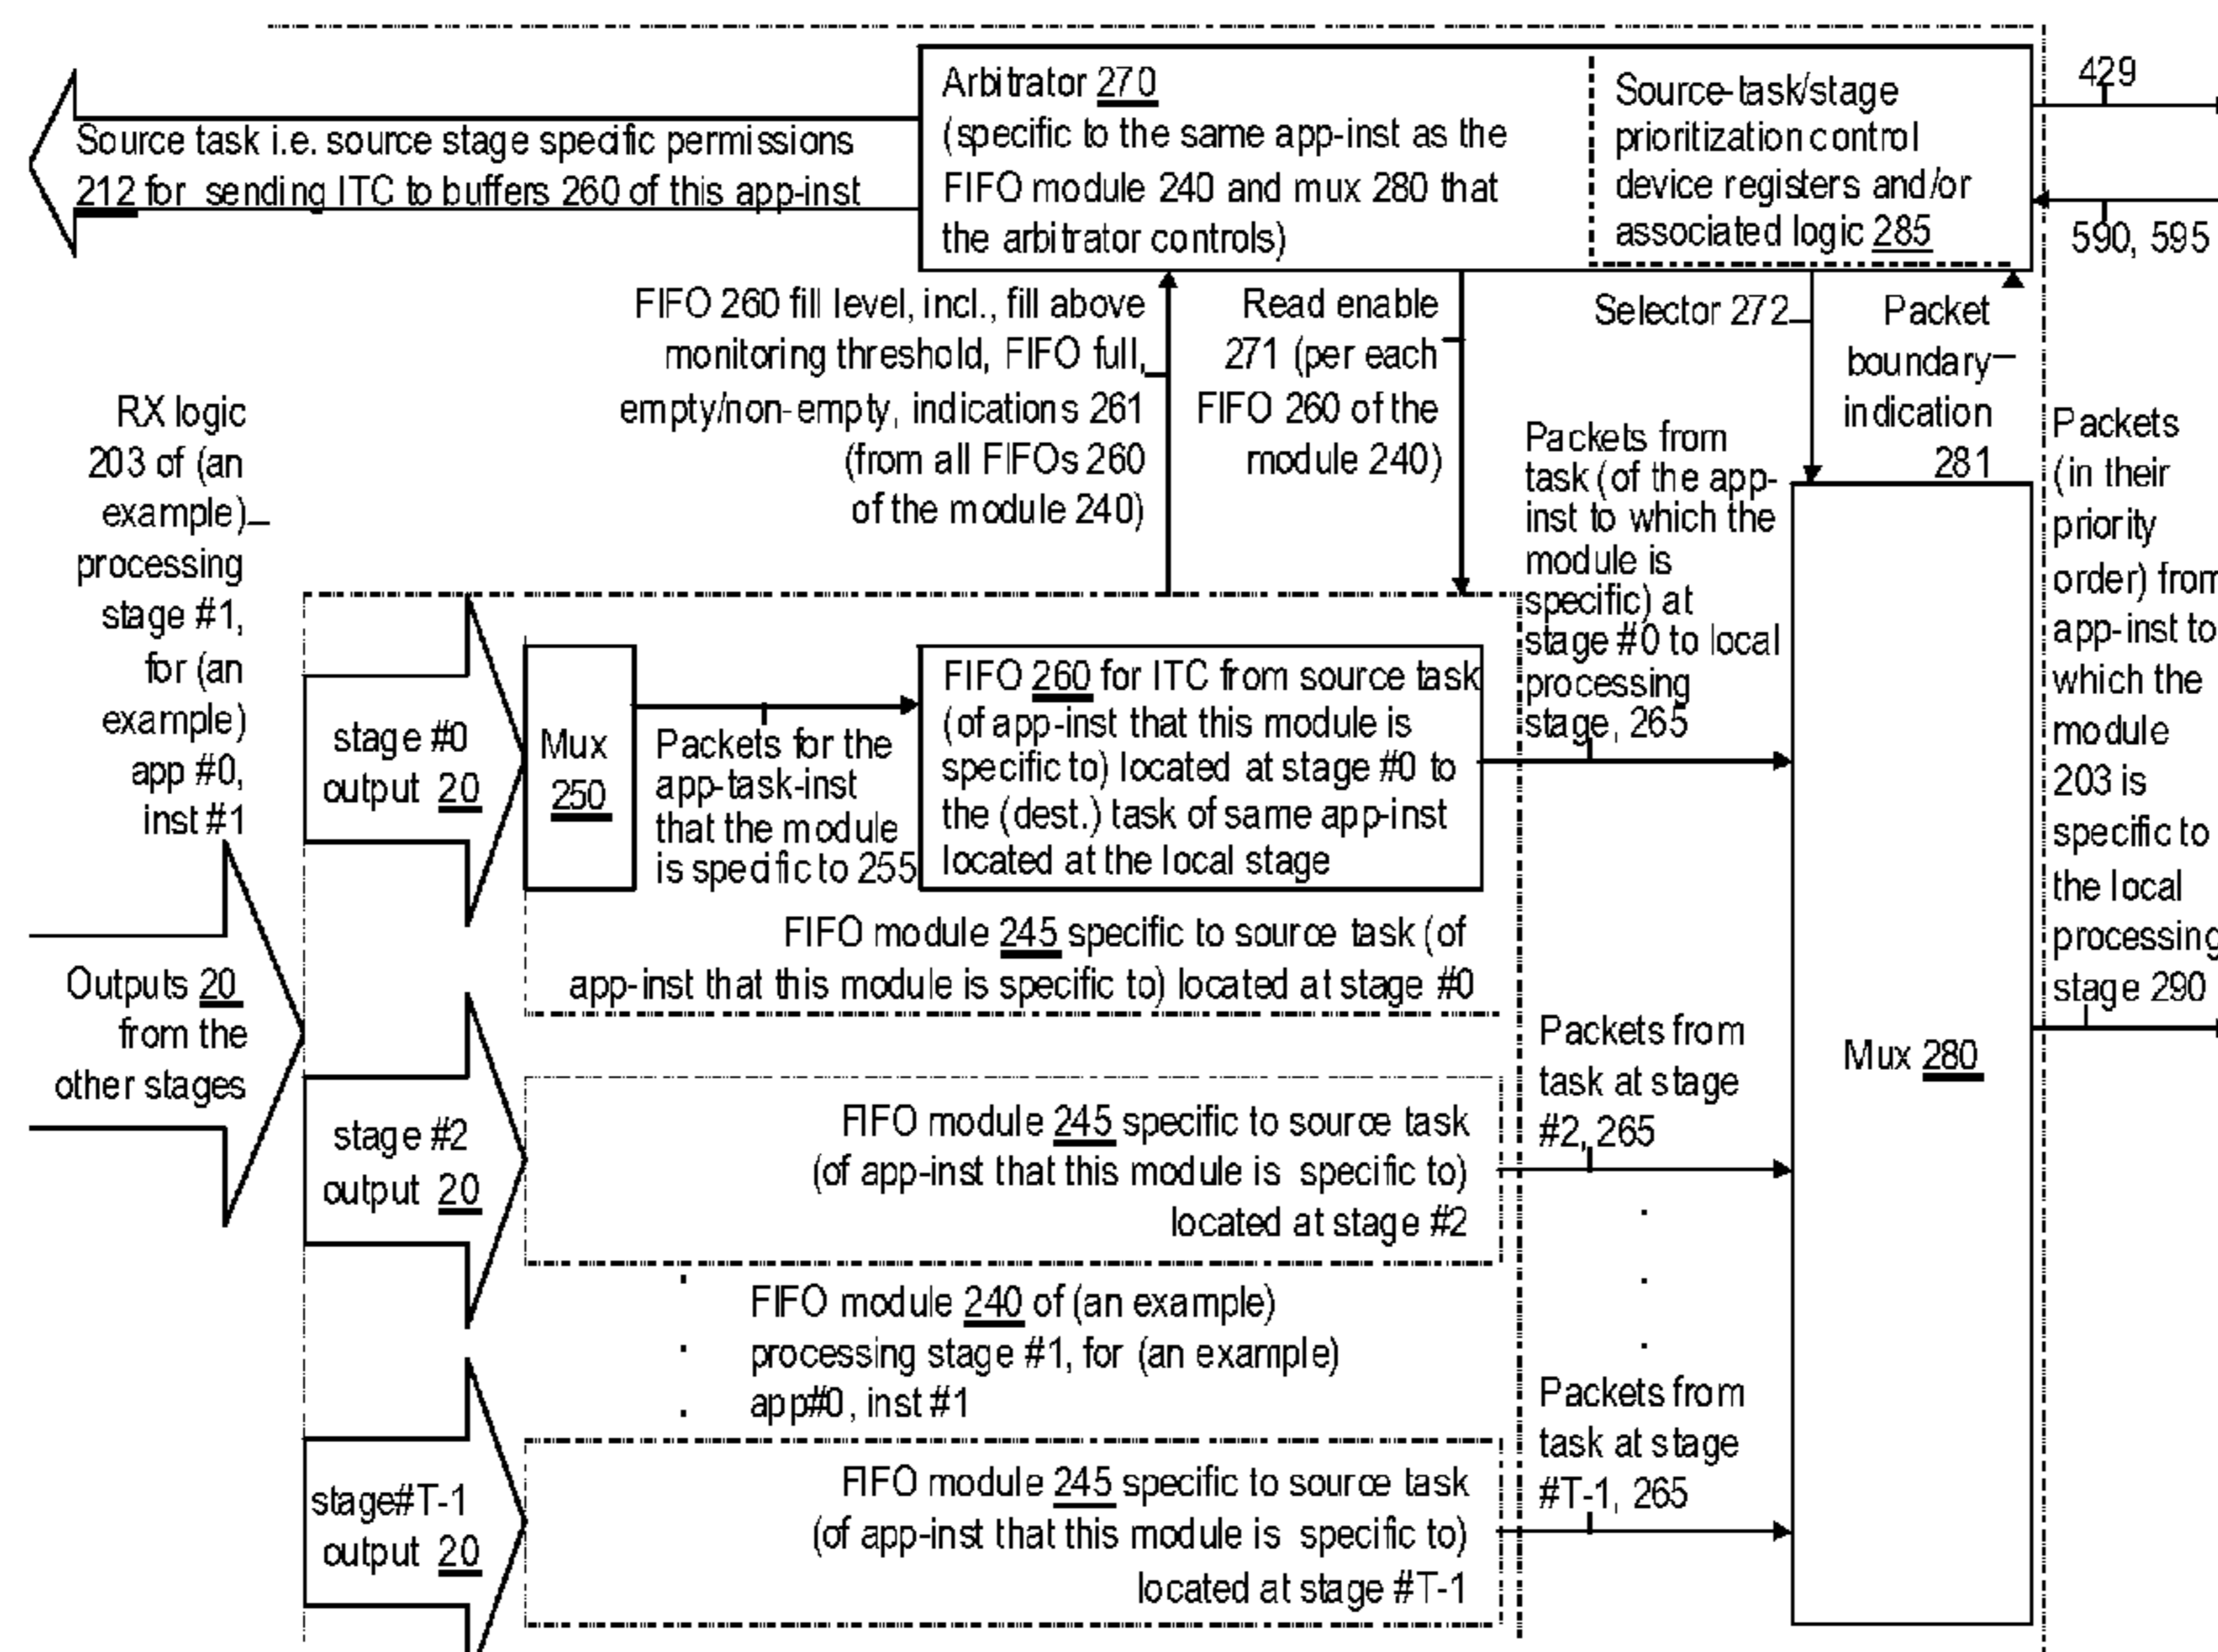 Arbitrator 270
(specific to the same app-inst as the
FIFO module 240 and mux 280 that
the arbitrator controls)
Source-task/stage
prioritization control
device registers and/or
associated logic 285
429
590, 595
Source task i.e. source stage specific permissions
212 for sending ITC to buffers 260 of this app-inst
FIFO 260 fill level, incl., fill above
monitoring threshold, FIFO full,
empty/non-empty, indications 261
(from all FIFOs 260
of the module 240)
Read enable
271 (per each
FIFO 260 of the
module 240)
Selector 272
Packet
boundary
indication
281
RX logic
203 of (an
example)
processing
stage #1,
for (an
example)
app #0,
inst #1
Packets from
task (of the app-
inst to which the
module is
specific) at
stage #0 to local
processing
stage, 265
Packets
(in their
priority
order) from
app-inst to
which the
module
203 is
specific to
the local
processing
stage 290
stage #0
output 20
Mux
250
Packets for the
app-task-inst
that the module
is specific to 255
FIFO 260 for ITC from source task
(of app-inst that this module is
specific to) located at stage #0 to
the (dest.) task of same app-inst
located at the local stage
FIFO module 245 specific to source task (of
app-inst that this module is specific to) located at stage #0
Outputs 20
from the
other stages
Mux 280
Packets from
task at stage
#2, 265
stage #2
output 20
FIFO module 245 specific to source task
(of app-inst that this module is specific to)
located at stage #2
FIFO module 240 of (an example)
processing stage #1, for (an example)
app#0, inst #1
Packets from
task at stage
#T-1, 265
stage#T-1
output 20
FIFO module 245 specific to source task
(of app-inst that this module is specific to)
located at stage #T-1